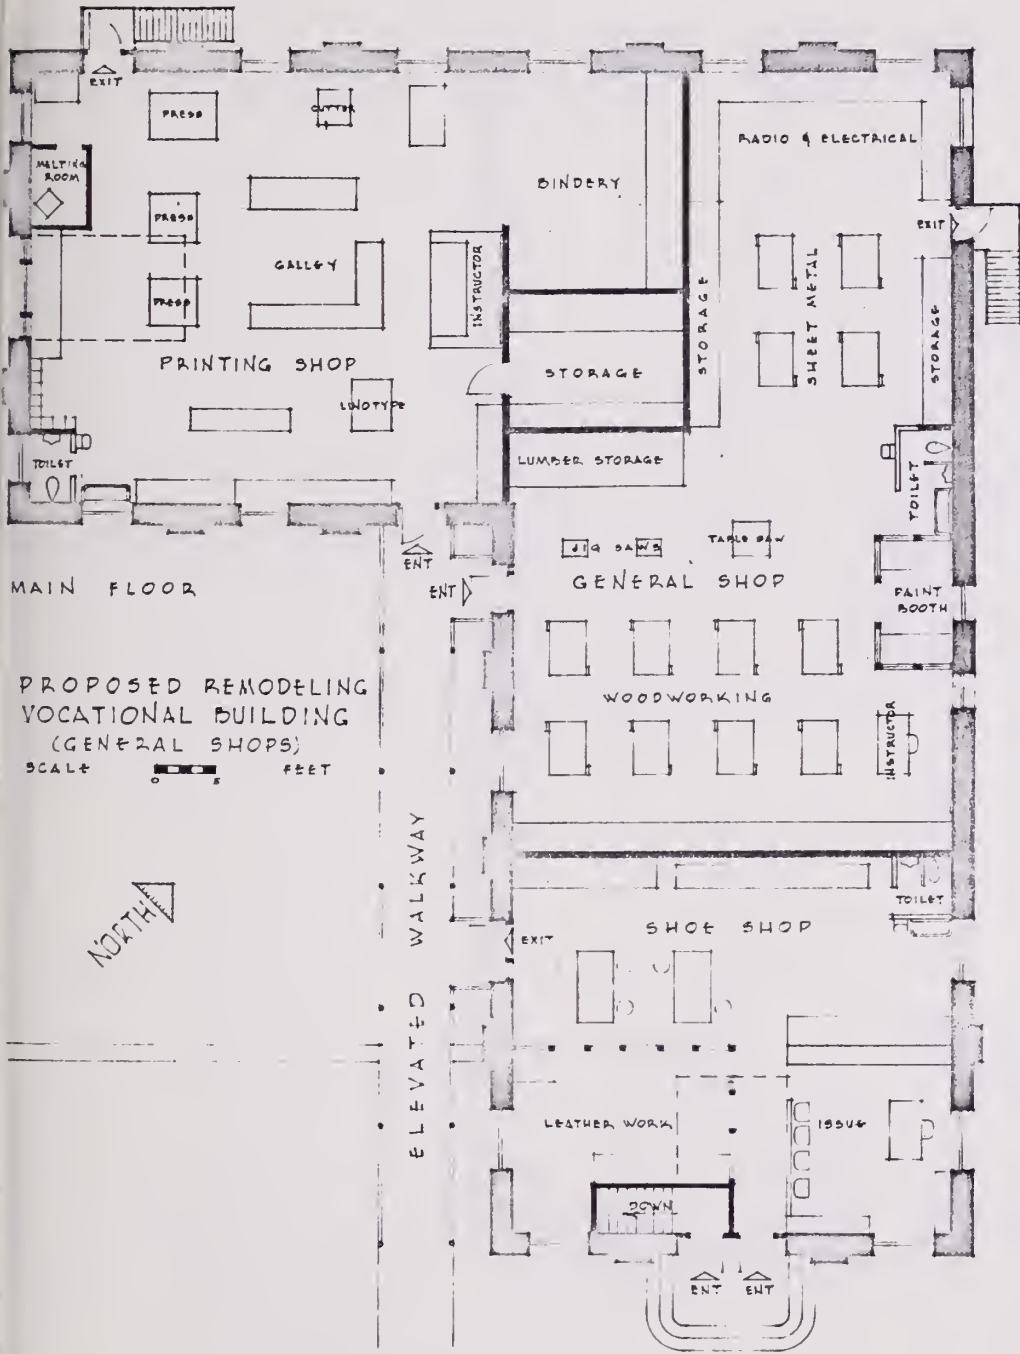 EXIT
PRESS
CUTTER
RADIO & ELECTRICAL
MELTING
ROOM
BINDERY
PRESS
EXIT
GALLEY
INSTRUCTOR
STORAGE
SHEET METAL
STORAGE
PRESS
PRINTING SHOP
STORAGE
LINOTYPE
TOILET
LUMBER STORAGE
TOILET
ENT
JIG SAWS
TABLE SAW
GENERAL SHOP
MAIN FLOOR
ENT
PAINT
BOOTH
PROPOSED REMODELING
VOCATIONAL BUILDING
(GENERAL SHOPS)
SCALE FEET
0 5
WOODWORKING
INSTRUCTOR
NORTH
ELEVATED WALKWAY
TOILET
SHOE SHOP
EXIT
LEATHER WORK
ISSUE
DOWN
ENT ENT